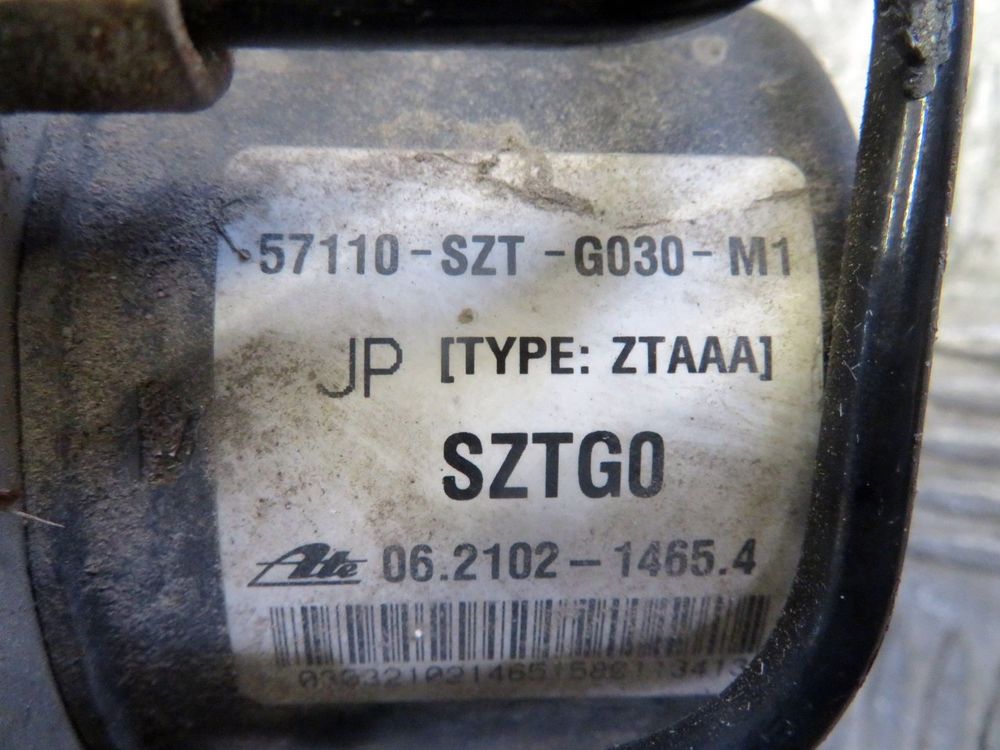 57110-SZT-G030-M1
JP [TYPE: ZTAAA]
SZTG0
Ate 06.2102-1465.4